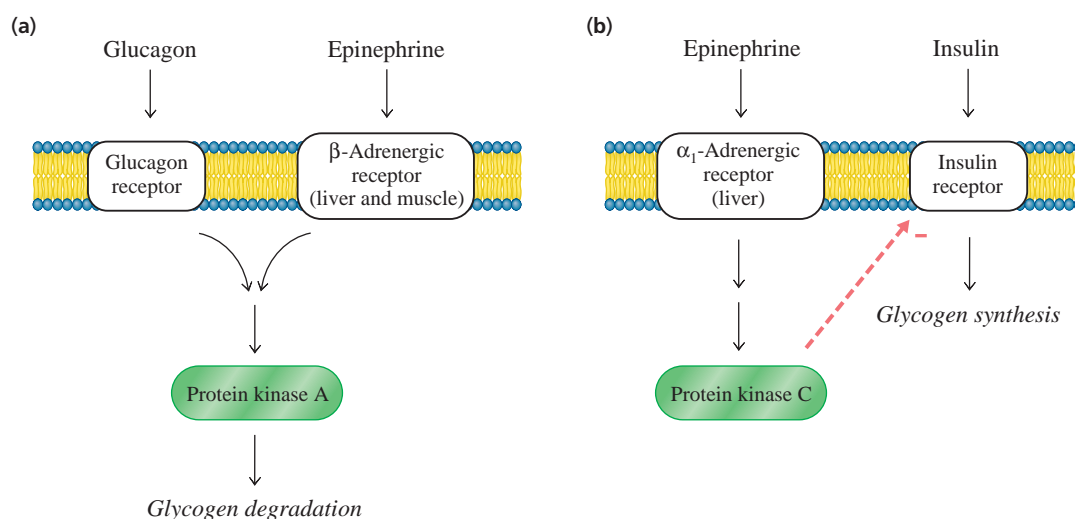 (a)
Glucagon
Epinephrine
Glucagon
receptor
β-Adrenergic
receptor
(liver and muscle)
Protein kinase A
Glycogen degradation
(b)
Epinephrine
Insulin
α₁-Adrenergic
receptor
(liver)
Insulin
receptor
–
Glycogen synthesis
Protein kinase C